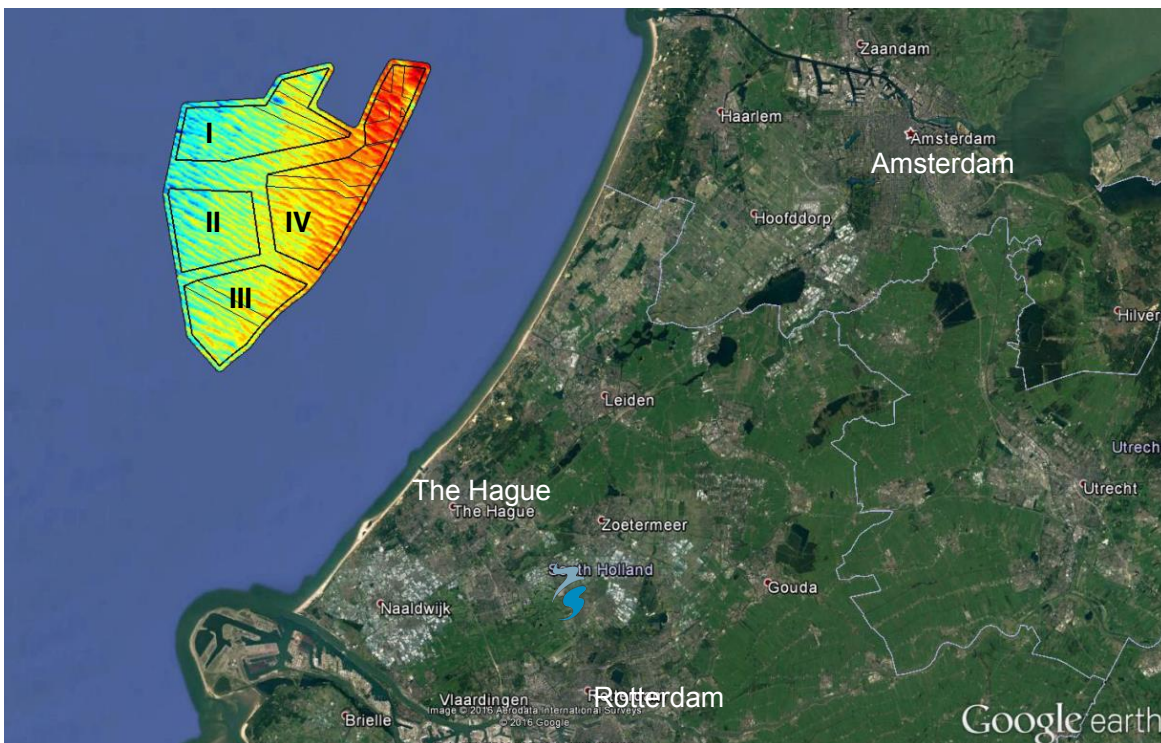 Zaandam
Haarlem
Amsterdam
Amsterdam
I
Hoofddorp
II
IV
III
Hilver
Leiden
Utrech
The Hague
The Hague
Utrecht
Zoetermeer
South Holland
Gouda
Naaldwijk
Rotterdam
Vlaardingen
Image © 2016 Aerodata International Surveys
© 2016 Google
Brielle
Google earth